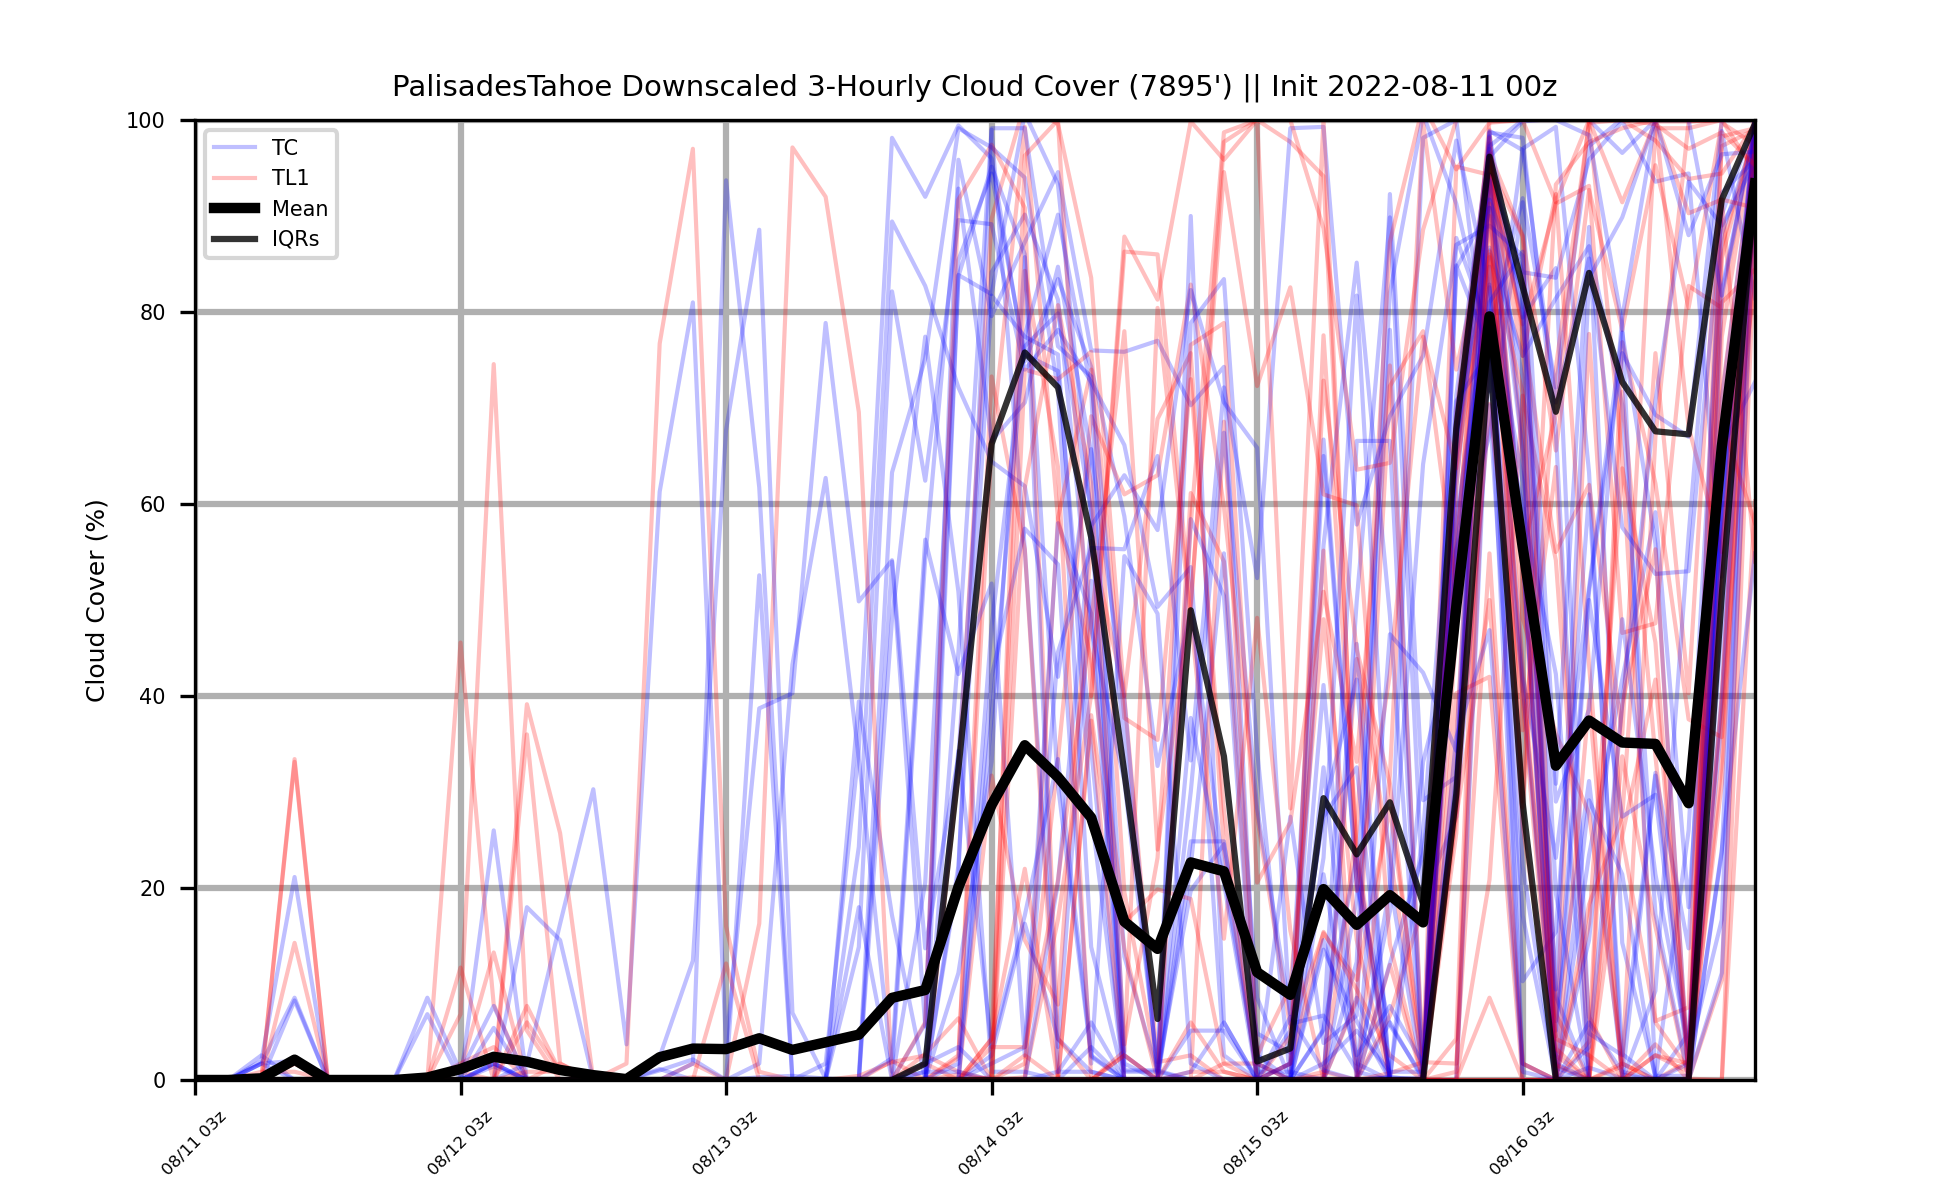 PalisadesTahoe Downscaled 3-Hourly Cloud Cover (7895') || Init 2022-08-11 00z
TC
TL1
Mean
IQRs
Cloud Cover (%)
100
80
60
40
20
0
08/11 03z
08/12 03z
08/13 03z
08/14 03z
08/15 03z
08/16 03z